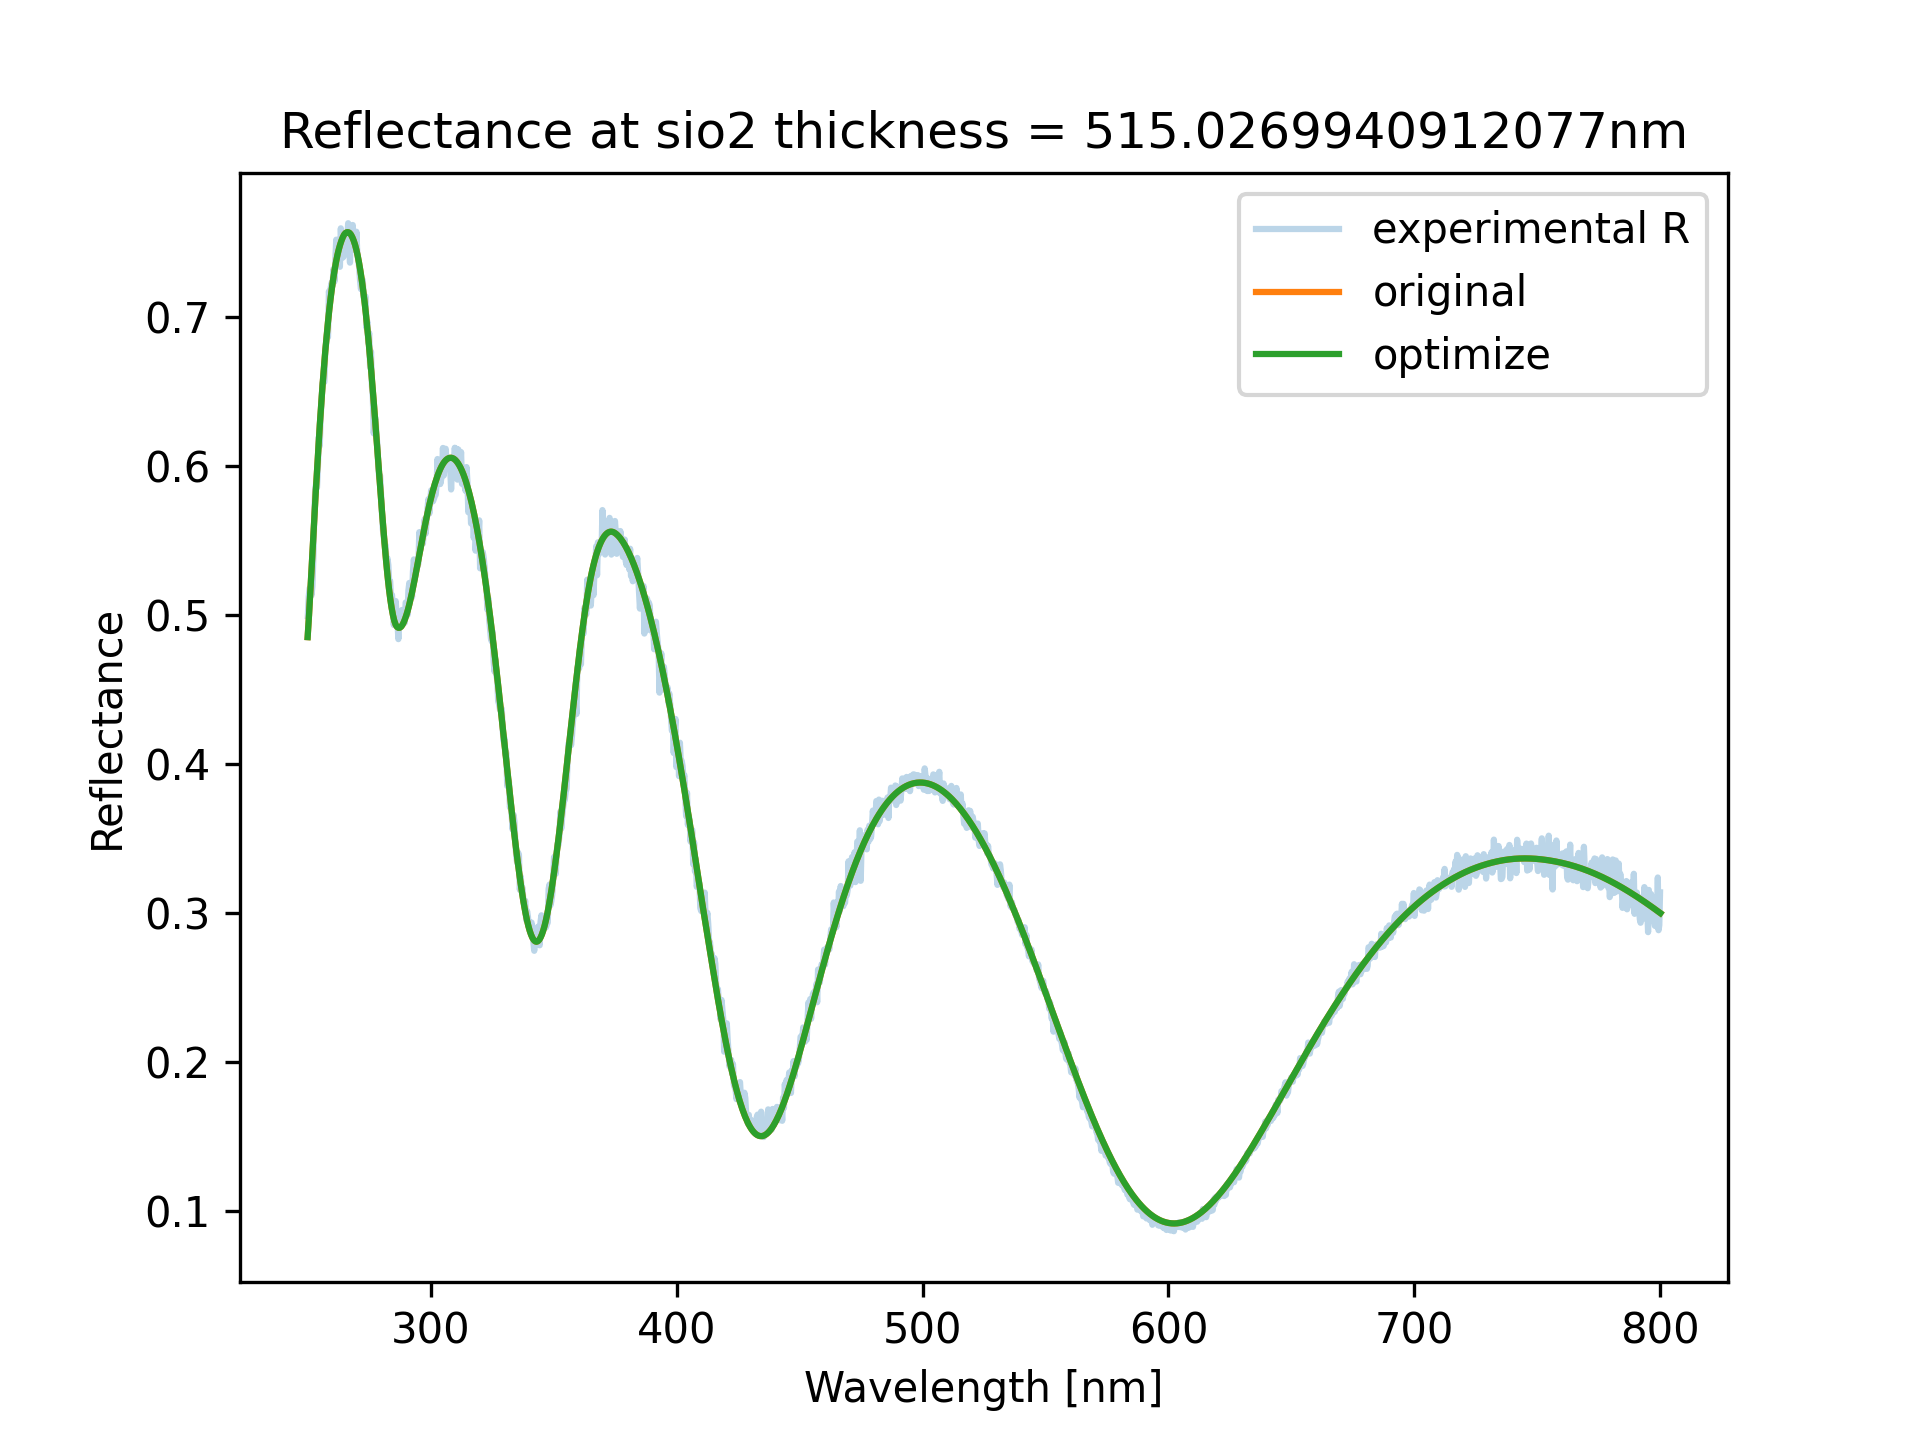 Reflectance at sio2 thickness = 515.0269940912077nm
experimental R
original
optimize
Reflectance
0.7
0.6
0.5
0.4
0.3
0.2
0.1
300 400 500 600 700 800
Wavelength [nm]